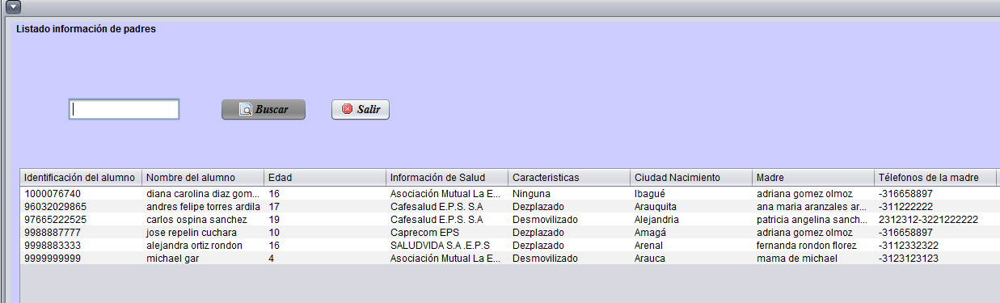 Listado información de padres
Buscar Salir
Identificación del alumno Nombre del alumno Edad Información de Salud Caracteristicas Ciudad Nacimiento Madre Télefonos de la madre
1000076740 diana carolina diaz gom... 16 Asociación Mutual La E... Ninguna Ibagué adriana gomez olmoz -316658897
96032029865 andres felipe torres ardila 17 Cafesalud E.P.S. S.A Dezplazado Arauquita ana maria aranzales ar... -311222222
97665222525 carlos ospina sanchez 19 Cafesalud E.P.S. S.A Desmovilizado Alejandria patricia angelina sanch... 2312312-3221222222
9988887777 jose repelin cuchara 10 Caprecom EPS Dezplazado Amagá adriana gomez olmoz -316658897
9998883333 alejandra ortiz rondon 16 SALUDVIDA S.A .E.P.S Dezplazado Arenal fernanda rondon florez -3112332322
9999999999 michael gar 4 Asociación Mutual La E... Desmovilizado Arauca mama de michael -3123123123